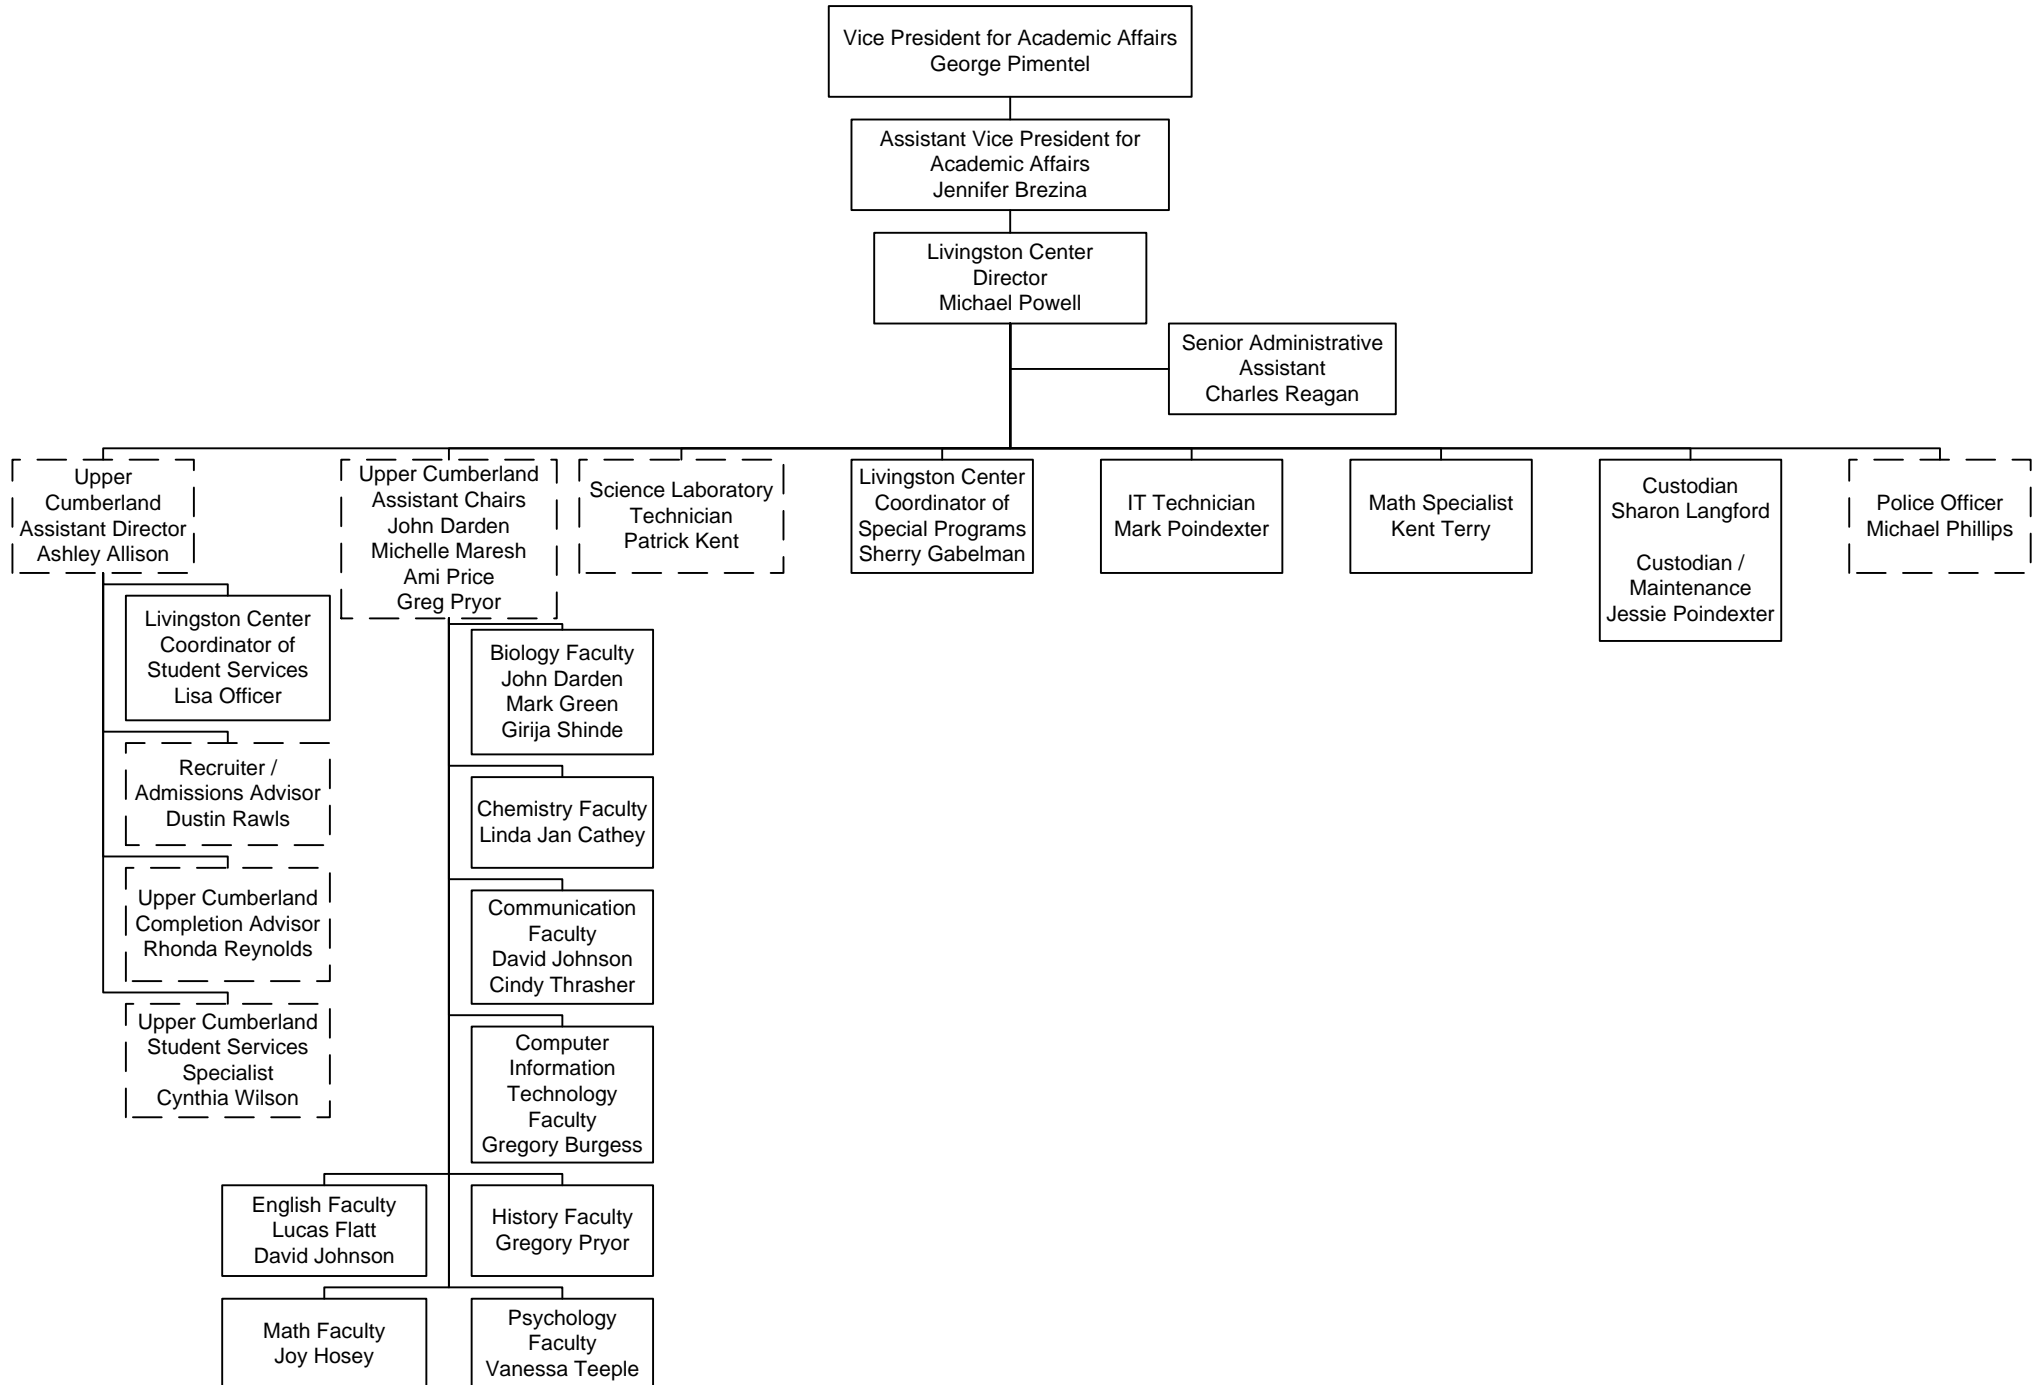 Vice President for Academic Affairs
George Pimentel
Assistant Vice President for
Academic Affairs
Jennifer Brezina
Livingston Center
Director
Michael Powell
Senior Administrative
Assistant
Charles Reagan
Upper
Cumberland
Assistant Director
Ashley Allison
Upper Cumberland
Assistant Chairs
John Darden
Michelle Maresh
Ami Price
Greg Pryor
Science Laboratory
Technician
Patrick Kent
Livingston Center
Coordinator of
Special Programs
Sherry Gabelman
IT Technician
Mark Poindexter
Math Specialist
Kent Terry
Custodian
Sharon Langford
Custodian /
Maintenance
Jessie Poindexter
Police Officer
Michael Phillips
Livingston Center
Coordinator of
Student Services
Lisa Officer
Recruiter /
Admissions Advisor
Dustin Rawls
Upper Cumberland
Completion Advisor
Rhonda Reynolds
Upper Cumberland
Student Services
Specialist
Cynthia Wilson
Biology Faculty
John Darden
Mark Green
Girija Shinde
Chemistry Faculty
Linda Jan Cathey
Communication
Faculty
David Johnson
Cindy Thrasher
Computer
Information
Technology
Faculty
Gregory Burgess
English Faculty
Lucas Flatt
David Johnson
History Faculty
Gregory Pryor
Math Faculty
Joy Hosey
Psychology
Faculty
Vanessa Teeple